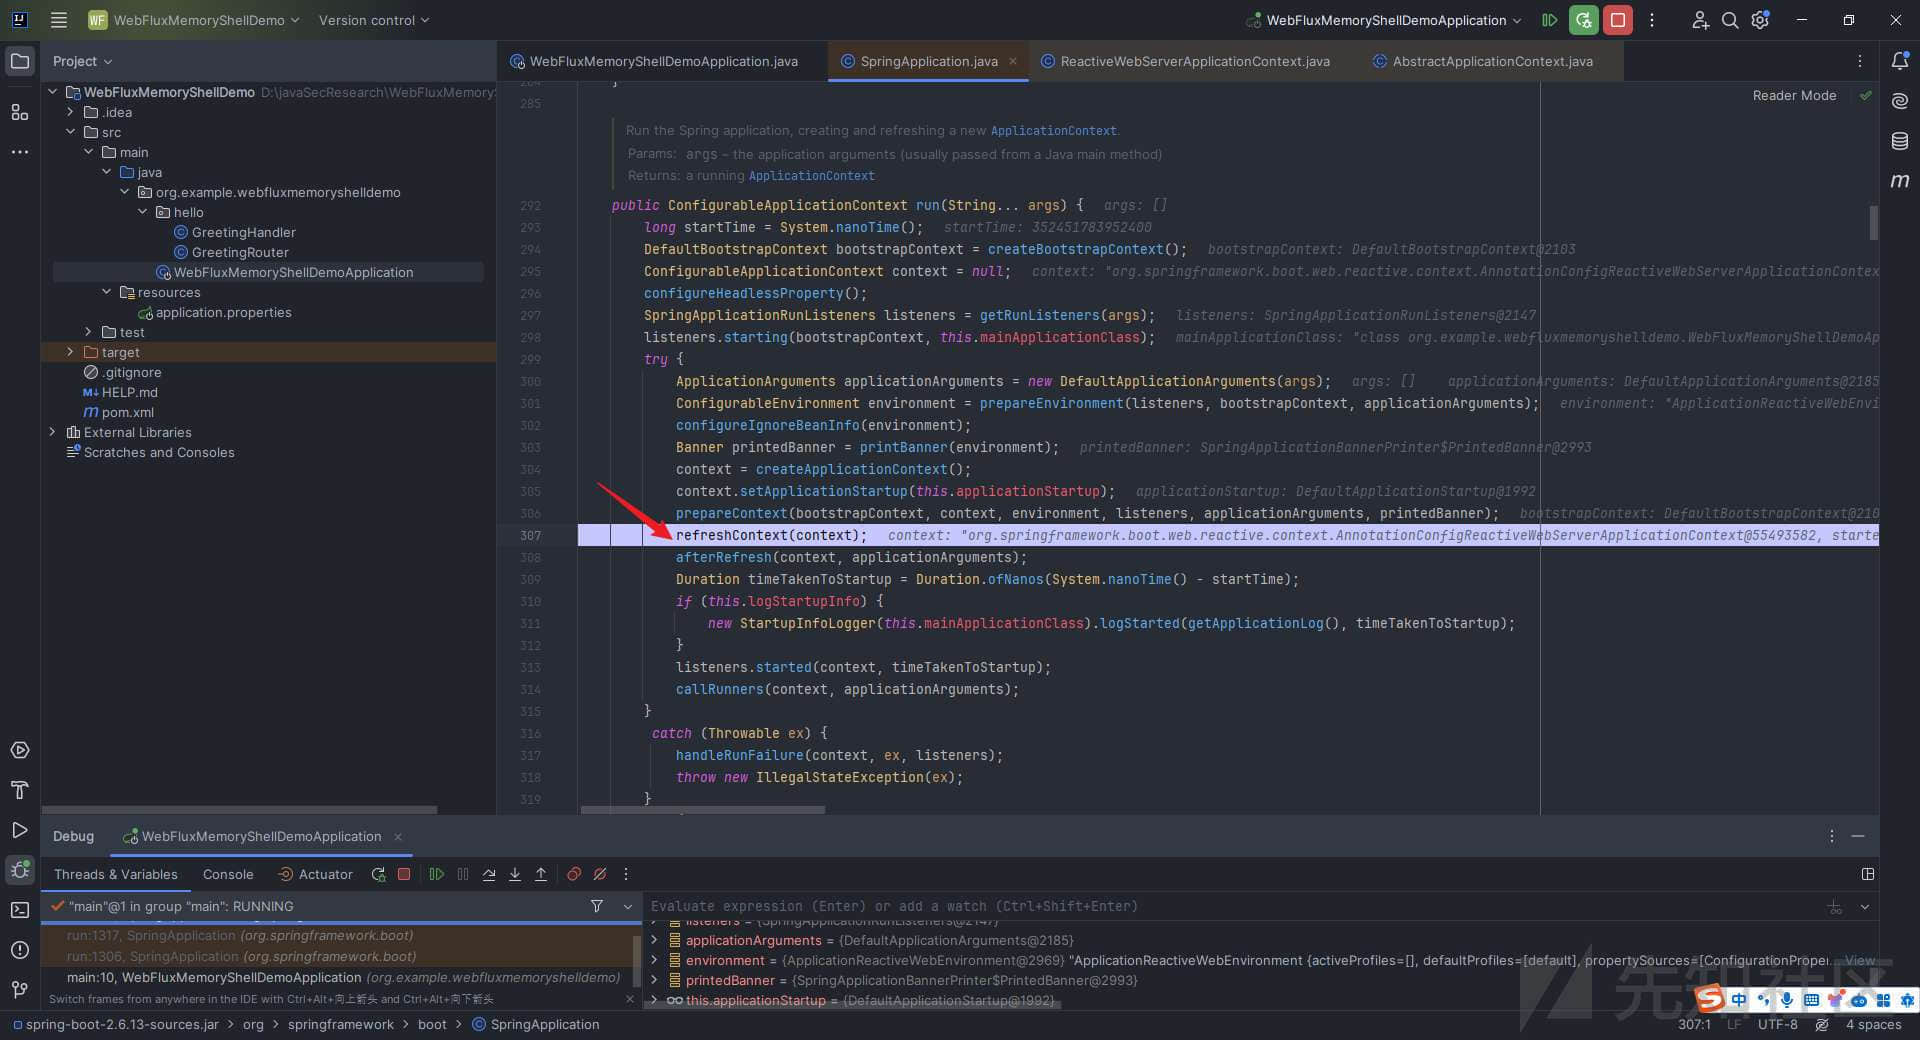 WF WebFluxMemoryShellDemo Version control WebFluxMemoryShellDemoApplication
Project
WebFluxMemoryShellDemoApplication.java SpringApplication.java ReactiveWebServerApplicationContext.java AbstractApplicationContext.java
WebFluxMemoryShellDemo D:\javaSecResearch\WebFluxMemoryS
.idea
src
main
java
org.example.webfluxmemoryshelldemo
hello
GreetingHandler
GreetingRouter
WebFluxMemoryShellDemoApplication
resources
application.properties
test
target
.gitignore
HELP.md
pom.xml
External Libraries
Scratches and Consoles
Reader Mode
285
Run the Spring application, creating and refreshing a new ApplicationContext.
Params: args – the application arguments (usually passed from a Java main method)
Returns: a running ApplicationContext
292 public ConfigurableApplicationContext run(String... args) { args: []
293 long startTime = System.nanoTime(); startTime: 352451783952400
294 DefaultBootstrapContext bootstrapContext = createBootstrapContext(); bootstrapContext: DefaultBootstrapContext@2103
295 ConfigurableApplicationContext context = null; context: "org.springframework.boot.web.reactive.context.AnnotationConfigReactiveWebServerApplicationContex
296 configureHeadlessProperty();
297 SpringApplicationRunListeners listeners = getRunListeners(args); listeners: SpringApplicationRunListeners@2147
298 listeners.starting(bootstrapContext, this.mainApplicationClass); mainApplicationClass: "class org.example.webfluxmemoryshelldemo.WebFluxMemoryShellDemoAp
299 try {
300 ApplicationArguments applicationArguments = new DefaultApplicationArguments(args); args: [] applicationArguments: DefaultApplicationArguments@2185
301 ConfigurableEnvironment environment = prepareEnvironment(listeners, bootstrapContext, applicationArguments); environment: "ApplicationReactiveWebEnvi
302 configureIgnoreBeanInfo(environment);
303 Banner printedBanner = printBanner(environment); printedBanner: SpringApplicationBannerPrinter$PrintedBanner@2993
304 context = createApplicationContext();
305 context.setApplicationStartup(this.applicationStartup); applicationStartup: DefaultApplicationStartup@1992
306 prepareContext(bootstrapContext, context, environment, listeners, applicationArguments, printedBanner); bootstrapContext: DefaultBootstrapContext@210
307 refreshContext(context); context: "org.springframework.boot.web.reactive.context.AnnotationConfigReactiveWebServerApplicationContext@55493582, starte
308 afterRefresh(context, applicationArguments);
309 Duration timeTakenToStartup = Duration.ofNanos(System.nanoTime() - startTime);
310 if (this.logStartupInfo) {
311 new StartupInfoLogger(this.mainApplicationClass).logStarted(getApplicationLog(), timeTakenToStartup);
312 }
313 listeners.started(context, timeTakenToStartup);
314 callRunners(context, applicationArguments);
315 }
316 catch (Throwable ex) {
317 handleRunFailure(context, ex, listeners);
318 throw new IllegalStateException(ex);
319 }
Debug WebFluxMemoryShellDemoApplication
Threads & Variables Console Actuator
"main"@1 in group "main": RUNNING
run:1317, SpringApplication (org.springframework.boot)
run:1306, SpringApplication (org.springframework.boot)
main:10, WebFluxMemoryShellDemoApplication (org.example.webfluxmemoryshelldemo)
Switch frames from anywhere in the IDE with Ctrl+Alt+向上箭头 and Ctrl+Alt+向下箭头
Evaluate expression (Enter) or add a watch (Ctrl+Shift+Enter)
listeners = {SpringApplicationRunListeners@2147}
applicationArguments = {DefaultApplicationArguments@2185}
environment = {ApplicationReactiveWebEnvironment@2969} "ApplicationReactiveWebEnvironment {activeProfiles=[], defaultProfiles=[default], propertySources=[ConfigurationProper... View
printedBanner = {SpringApplicationBannerPrinter$PrintedBanner@2993}
this.applicationStartup = {DefaultApplicationStartup@1992}
先知社区
中
spring-boot-2.6.13-sources.jar org springframework boot SpringApplication
307:1 LF UTF-8 4 spaces